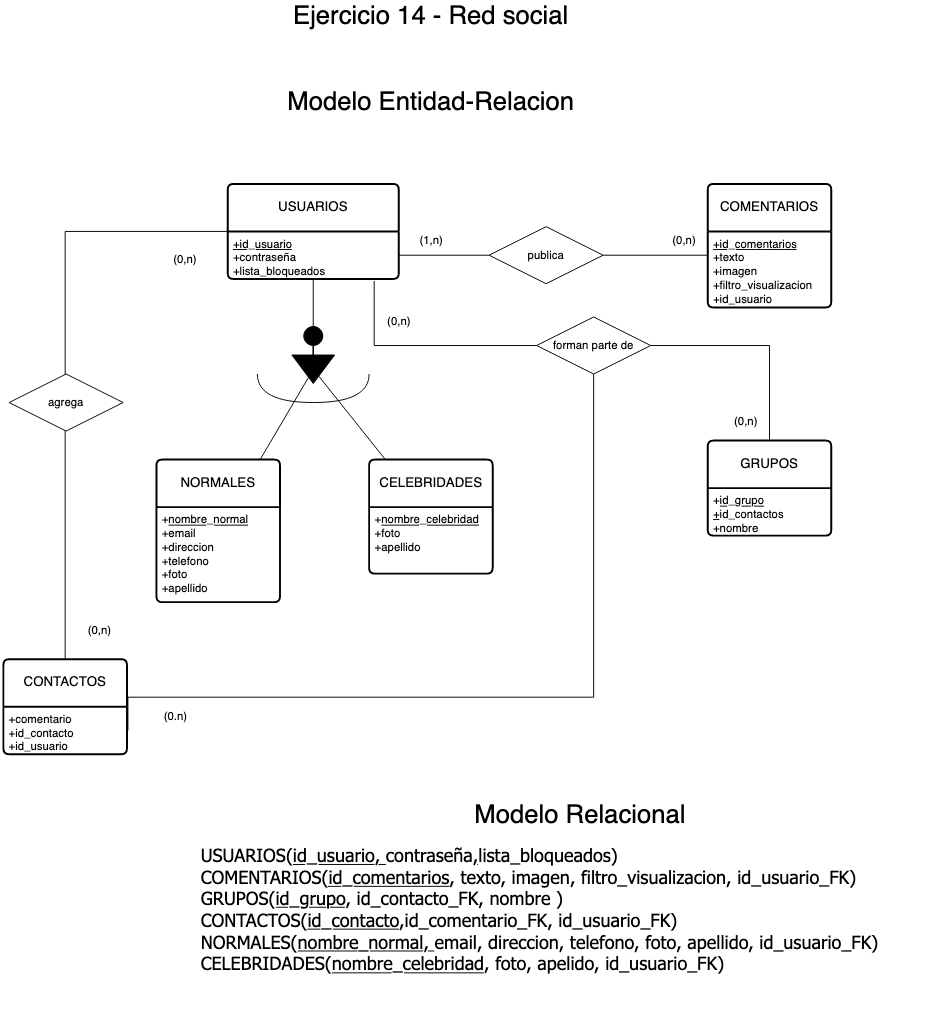 Ejercicio 14 - Red social
Modelo Entidad-Relacion
USUARIOS
+id_usuario
+contraseña
+lista_bloqueados
(0,n)
(1,n)
publica
(0,n)
COMENTARIOS
+id_comentarios
+texto
+imagen
+filtro_visualizacion
+id_usuario
(0,n)
forman parte de
agrega
(0,n)
NORMALES
+nombre_normal
+email
+direccion
+telefono
+foto
+apellido
CELEBRIDADES
+nombre_celebridad
+foto
+apellido
GRUPOS
+id_grupo
+id_contactos
+nombre
(0,n)
CONTACTOS
+comentario
+id_contacto
+id_usuario
(0.n)
Modelo Relacional
USUARIOS(id_usuario, contraseña,lista_bloqueados)
COMENTARIOS(id_comentarios, texto, imagen, filtro_visualizacion, id_usuario_FK)
GRUPOS(id_grupo, id_contacto_FK, nombre )
CONTACTOS(id_contacto,id_comentario_FK, id_usuario_FK)
NORMALES(nombre_normal, email, direccion, telefono, foto, apellido, id_usuario_FK)
CELEBRIDADES(nombre_celebridad, foto, apelido, id_usuario_FK)